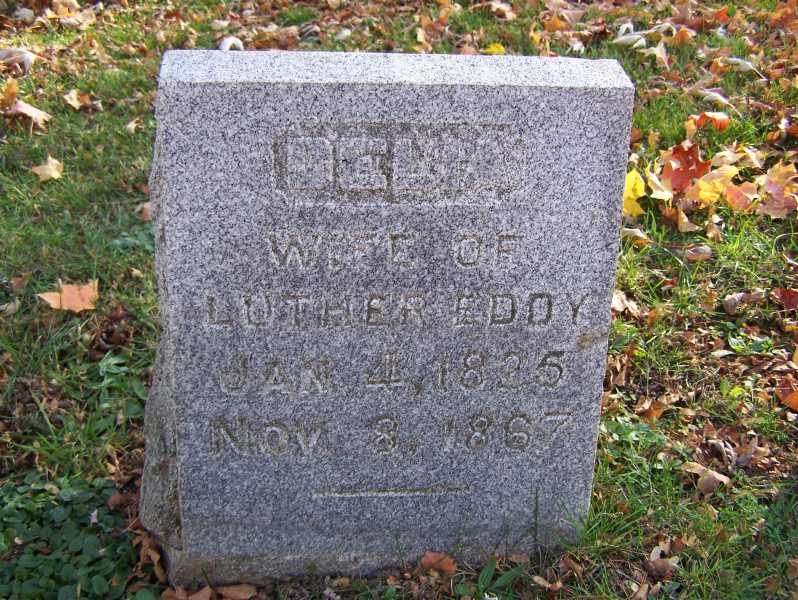 WIFE OF
LUTHER EDDY
JAN. 4, 1825
NOV. 8, 1867